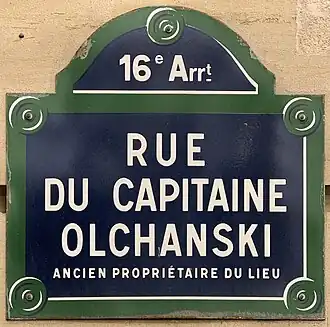 16e Arrt
RUE
DU CAPITAINE
OLCHANSKI
ANCIEN PROPRIÉTAIRE DU LIEU